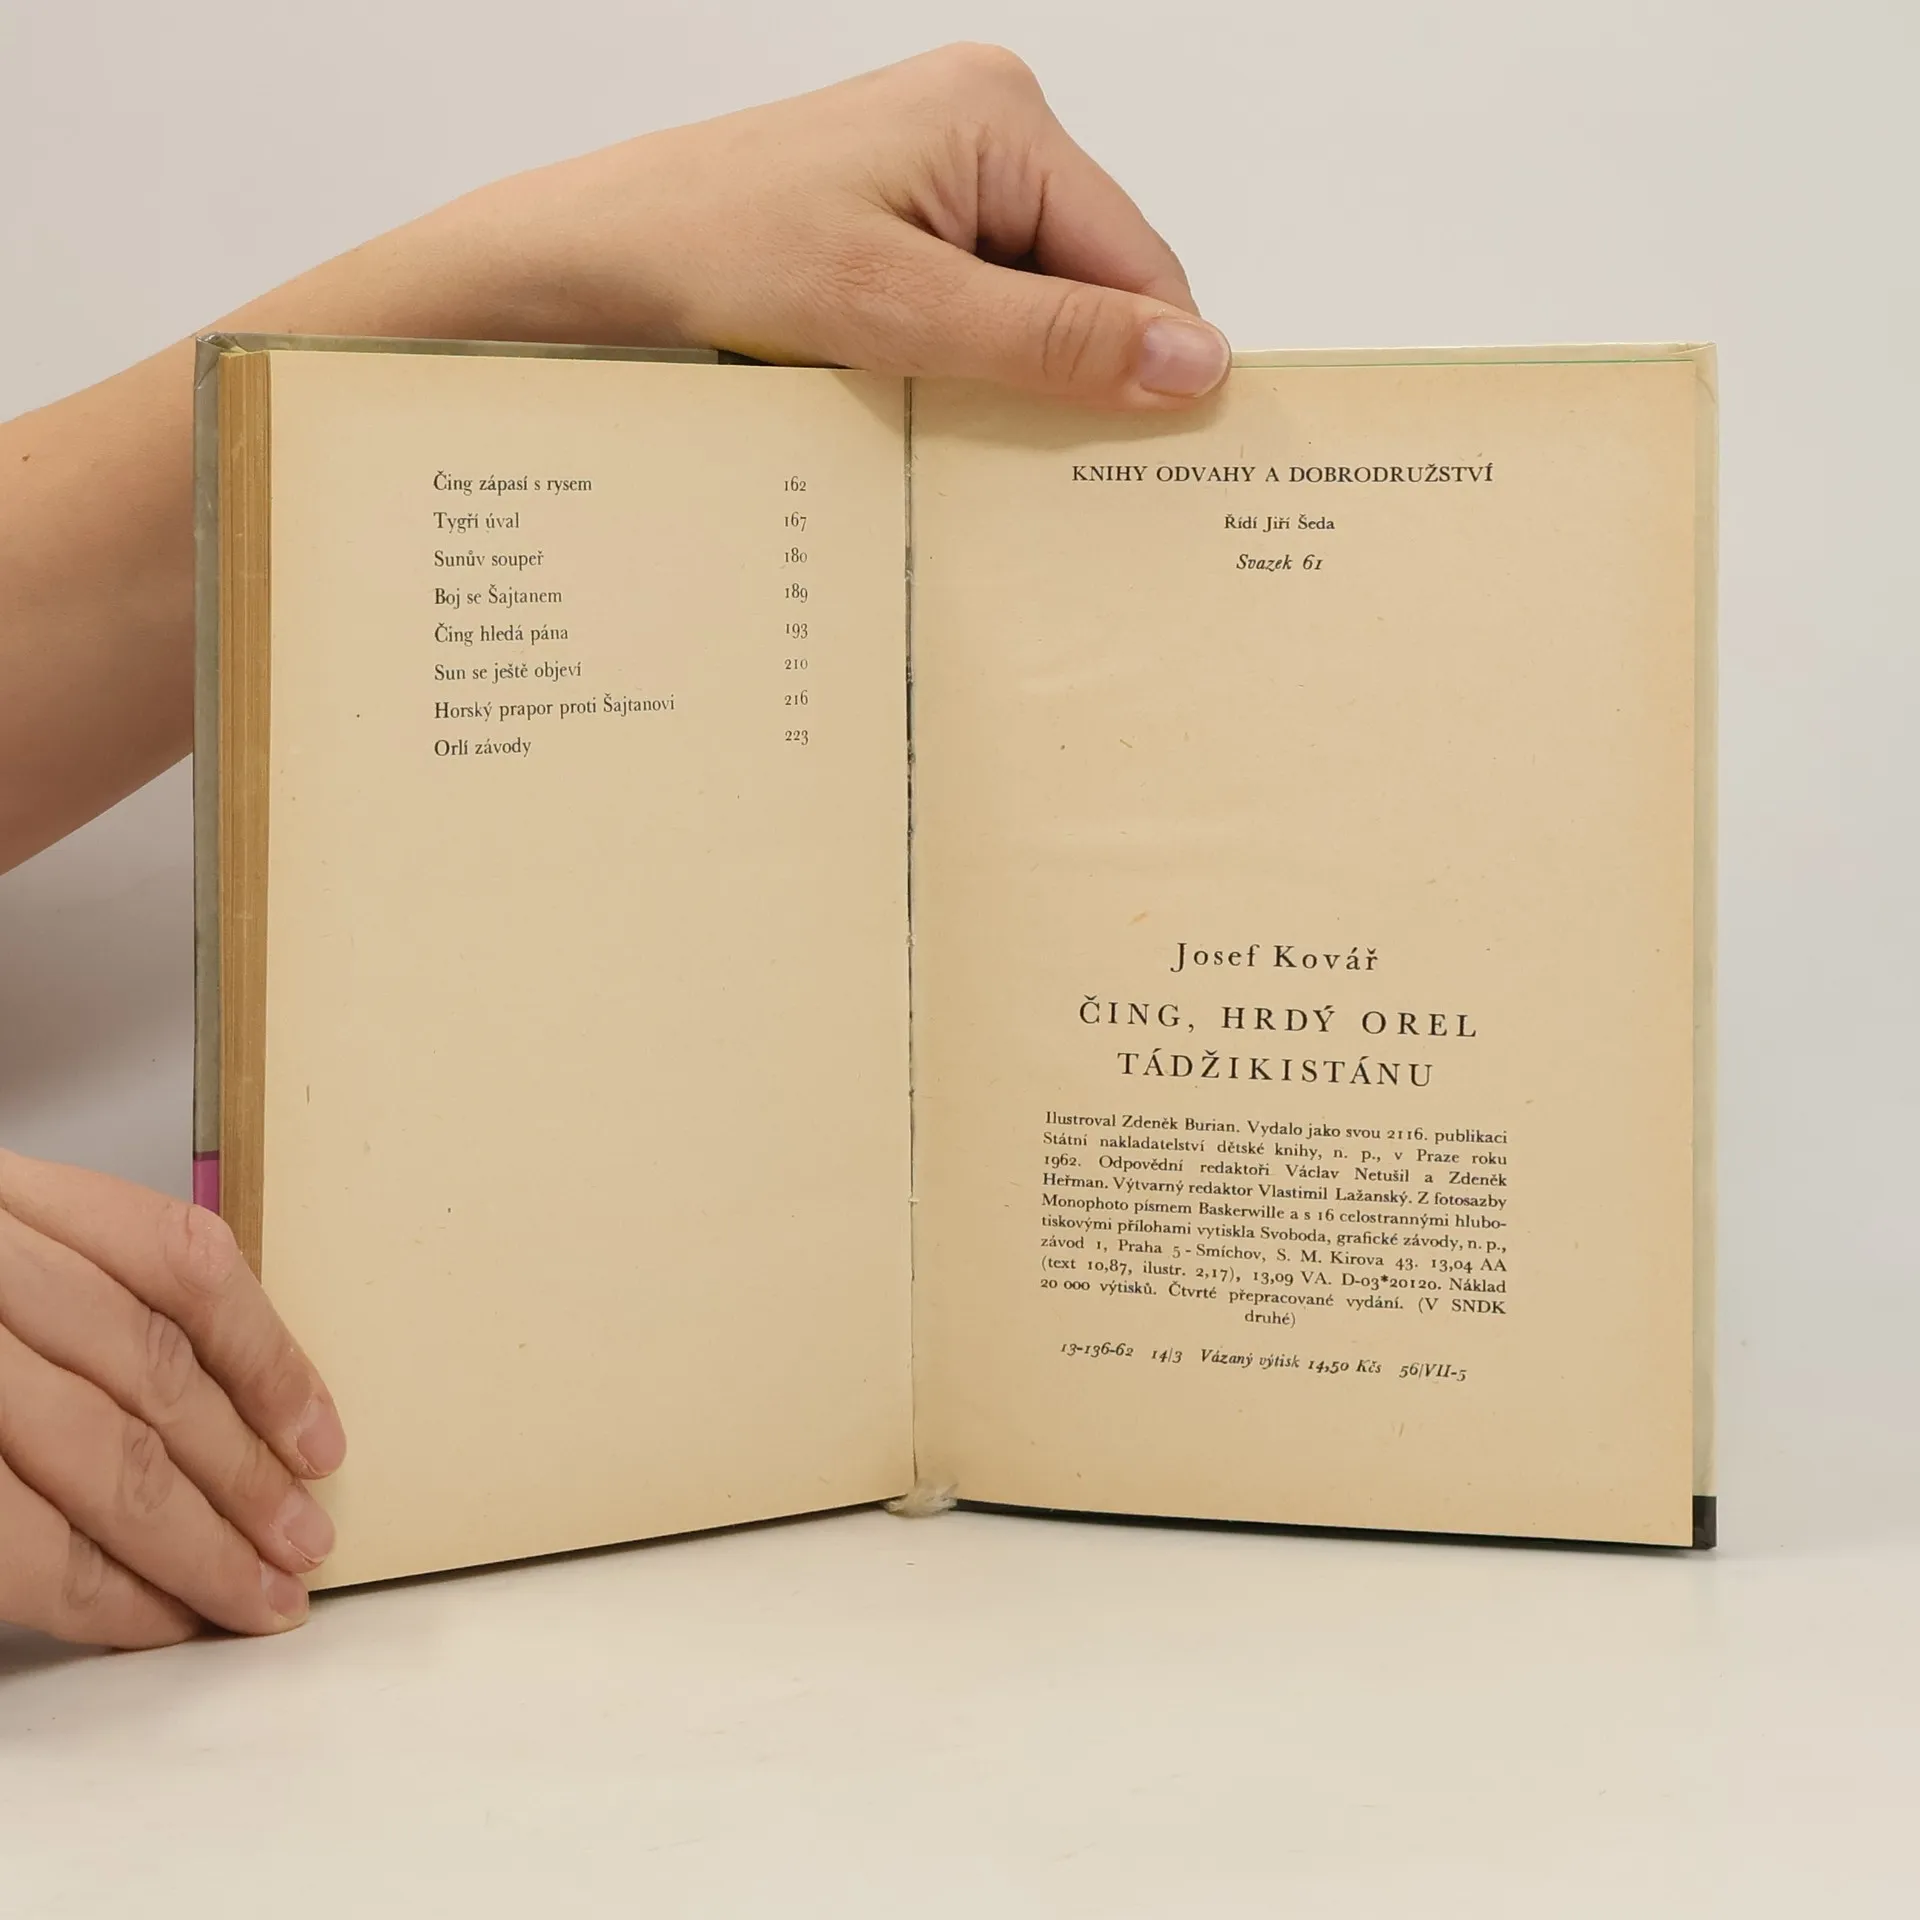 Čing zápasí s rysem 162
Tygří úval 167
Sunův soupeř 180
Boj se Šajtanem 189
Čing hledá pána 193
Sun se ještě objeví 210
Horský prapor proti Šajtanovi 216
Orlí závody 223
KNIHY ODVAHY A DOBRODRUŽSTVÍ
Řídí Jiří Šeda
Svazek 61
Josef Kovář
ČING, HRDÝ OREL
TÁDŽIKISTÁNU
Ilustroval Zdeněk Burian. Vydalo jako svou 2116. publikaci
Státní nakladatelství dětské knihy, n. p., v Praze roku
1962. Odpovědní redaktoři Václav Netušil a Zdeněk
Heřman. Výtvarný redaktor Vlastimil Lažanský. Z fotosazby
Monophoto písmem Baskerwille a s 16 celostrannými hlubo-
tiskovými přílohami vytiskla Svoboda, grafické závody, n. p.,
závod 1, Praha 5 - Smíchov, S. M. Kirova 43. 13,04 AA
(text 10,87, ilustr. 2,17), 13,09 VA. D-03*20120. Náklad
20 000 výtisků. Čtvrté přepracované vydání. (V SNDK
druhé)
13-136-62 14/3 Vázaný výtisk 14,50 Kčs 56/VII-5